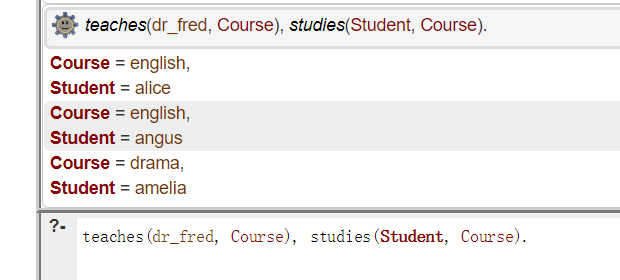 teaches(dr_fred, Course), studies(Student, Course).
Course = english,
Student = alice
Course = english,
Student = angus
Course = drama,
Student = amelia
?- teaches(dr_fred, Course), studies(Student, Course).